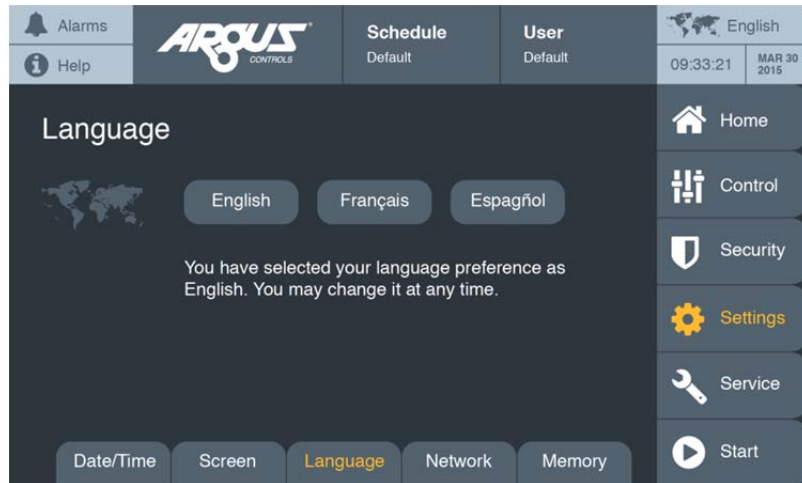 Alarms
Help
ARGUS
CONTROLS
Schedule
Default
User
Default
English
09:33:21
MAR 30
2015
Language
English
Français
Espagñol
You have selected your language preference as
English. You may change it at any time.
Home
Control
Security
Settings
Service
Start
Date/Time
Screen
Language
Network
Memory